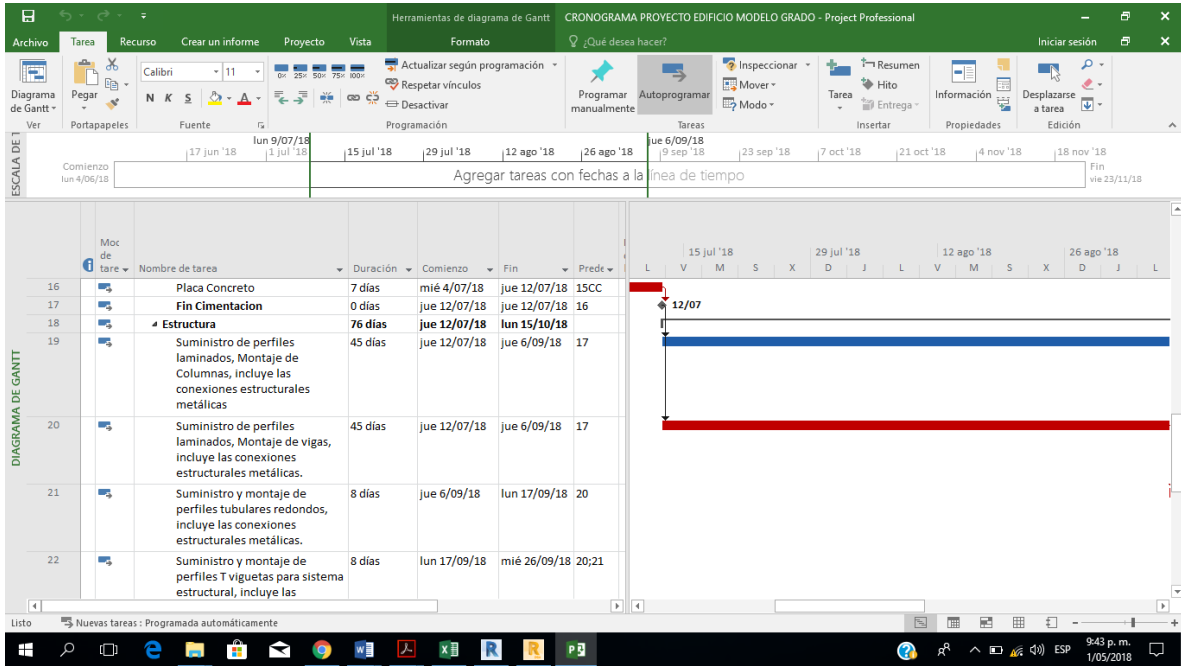 Herramientas de diagrama de Gantt CRONOGRAMA PROYECTO EDIFICIO MODELO GRADO - Project Professional
Archivo Tarea Recurso Crear un informe Proyecto Vista Formato ¿Qué desea hacer? Iniciar sesión
Diagrama de Gantt
Ver
Pegar
Portapapeles
Calibri 11
N K S
Fuente
0× 25× 50× 75× 100×
Actualizar según programación
Respetar vínculos
Desactivar
Programación
Programar manualmente
Autoprogramar
Inspeccionar
Mover
Modo
Tareas
Tarea
Resumen
Hito
Entrega
Insertar
Información
Propiedades
Desplazarse a tarea
Edición
ESCALA DE T
lun 9/07/18 jue 6/09/18
17 jun '18 1 jul '18 15 jul '18 29 jul '18 12 ago '18 26 ago '18 9 sep '18 23 sep '18 7 oct '18 21 oct '18 4 nov '18 18 nov '18
Comienzo
lun 4/06/18
Agregar tareas con fechas a la línea de tiempo
Fin
vie 23/11/18
DIAGRAMA DE GANTT
Moc
de
tare Nombre de tarea Duración Comienzo Fin Prede
15 jul '18 29 jul '18 12 ago '18 26 ago '18
L V M S X D J L V M S X D J L
16 Placa Concreto 7 días mié 4/07/18 jue 12/07/18 15CC
17 Fin Cimentacion 0 días jue 12/07/18 jue 12/07/18 16 12/07
18 Estructura 76 días jue 12/07/18 lun 15/10/18
19 Suministro de perfiles 45 días jue 12/07/18 jue 6/09/18 17
laminados, Montaje de
Columnas, incluye las
conexiones estructurales
metálicas
20 Suministro de perfiles 45 días jue 12/07/18 jue 6/09/18 17
laminados, Montaje de vigas,
incluye las conexiones
estructurales metálicas.
21 Suministro y montaje de 8 días jue 6/09/18 lun 17/09/18 20
perfiles tubulares redondos,
incluye las conexiones
estructurales metálicas.
22 Suministro y montaje de 8 días lun 17/09/18 mié 26/09/18 20;21
perfiles T viguetas para sistema
estructural, incluye las
Listo Nuevas tareas : Programada automáticamente
ESP
9:43 p. m.
1/05/2018